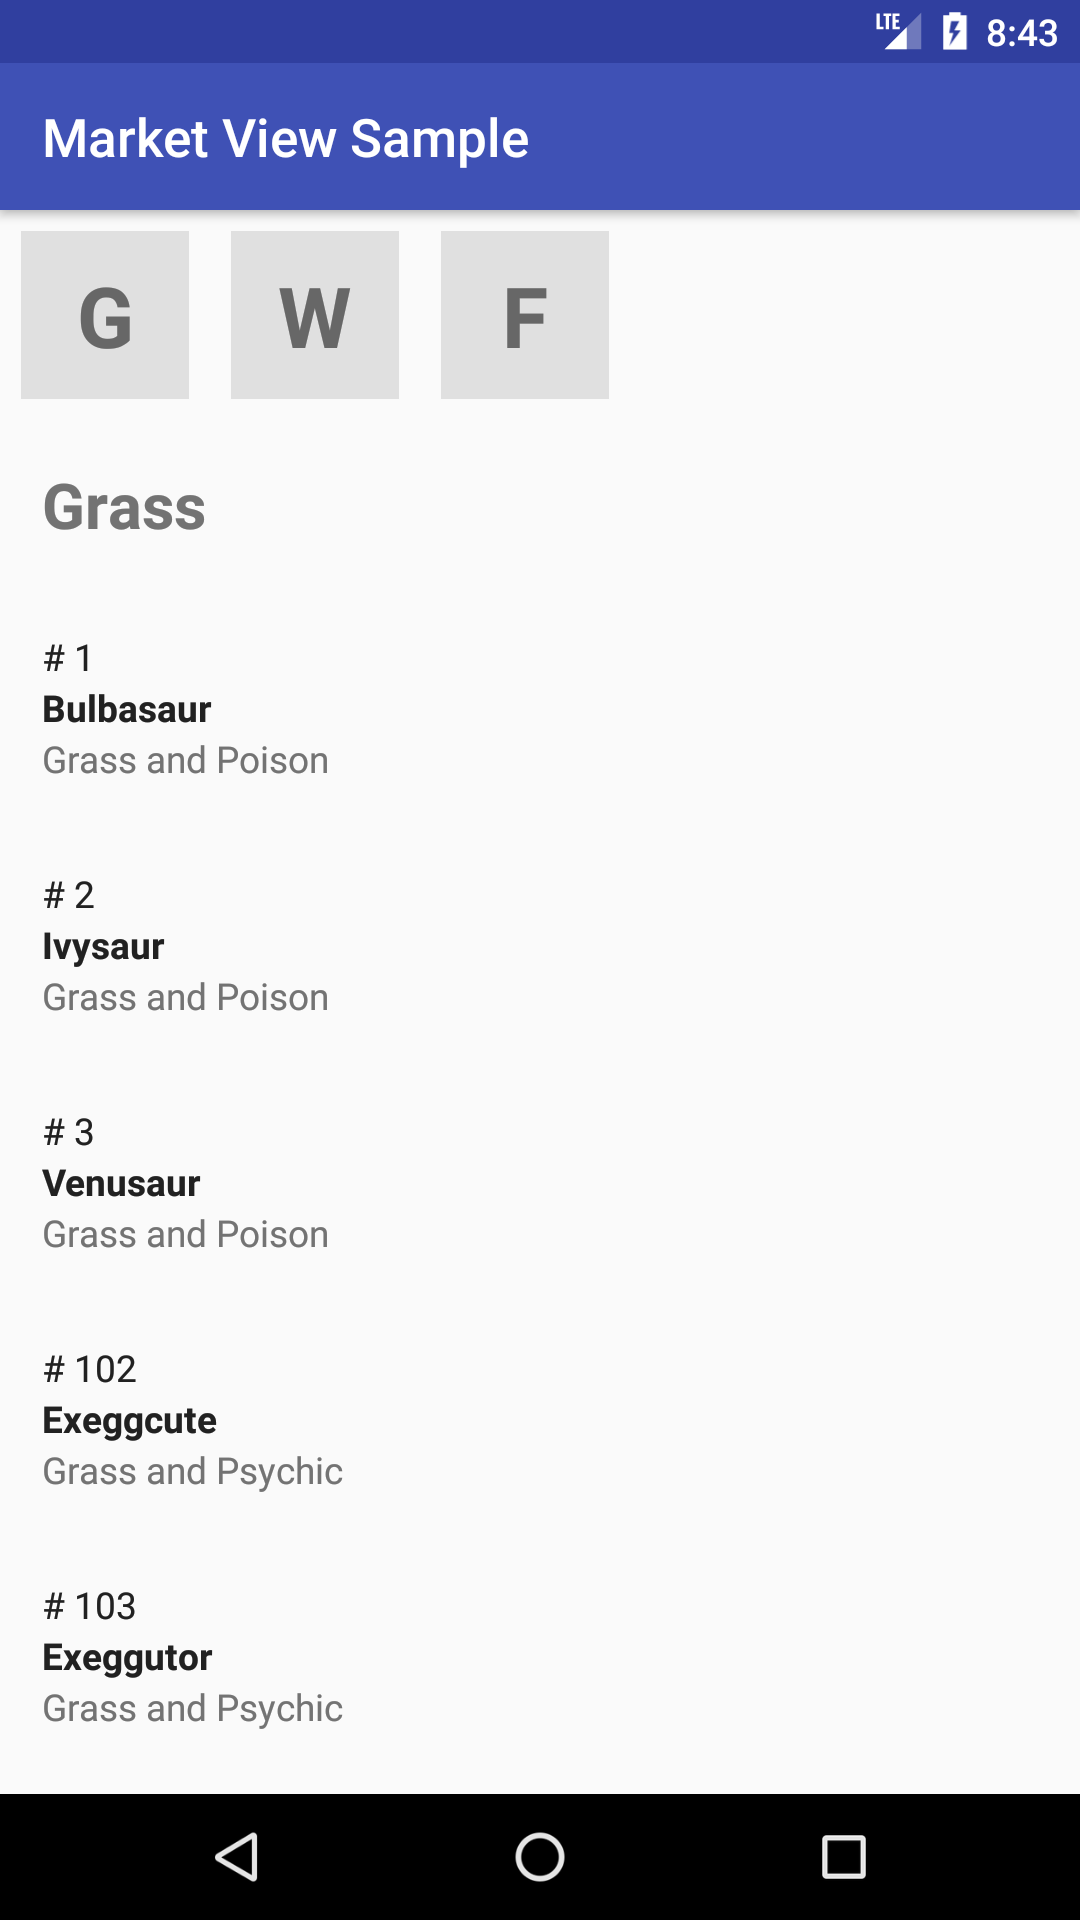 LTE 8:43
Market View Sample
G W F
Grass
# 1
Bulbasaur
Grass and Poison
# 2
Ivysaur
Grass and Poison
# 3
Venusaur
Grass and Poison
# 102
Exeggcute
Grass and Psychic
# 103
Exeggutor
Grass and Psychic